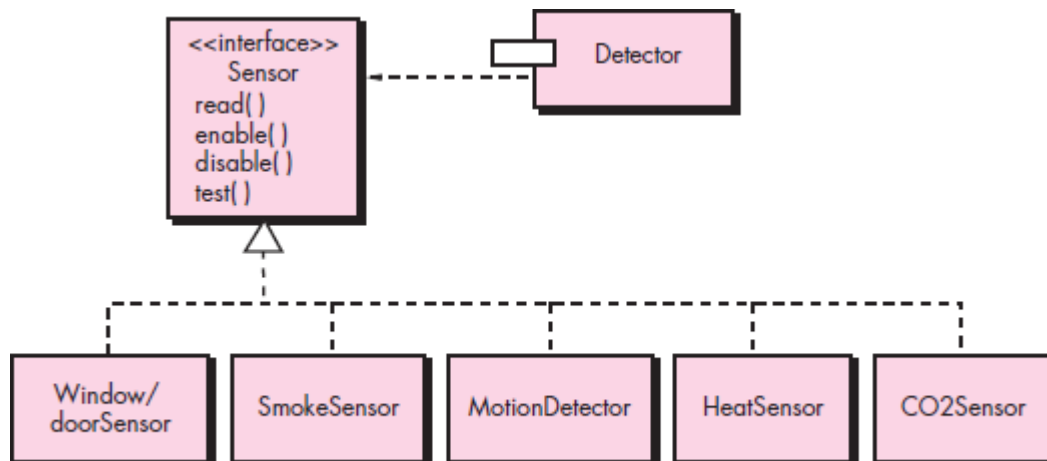 <<interface>>
Sensor
read( )
enable( )
disable( )
test( )
Detector
Window/
doorSensor
SmokeSensor
MotionDetector
HeatSensor
CO2Sensor